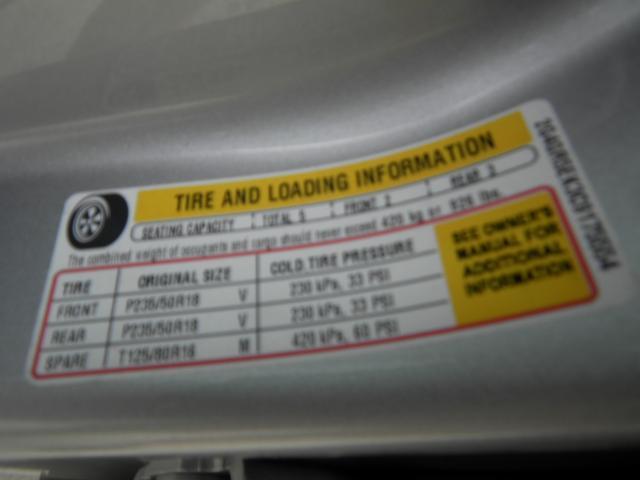 TIRE AND LOADING INFORMATION
SEATING CAPACITY TOTAL 5 FRONT 2 REAR 3
The combined weight of occupants and cargo should never exceed 420 kg or 926 lbs.
TIRE ORIGINAL SIZE COLD TIRE PRESSURE
FRONT P235/50R18 V 230 kPa, 33 PSI
REAR P235/50R18 V 230 kPa, 33 PSI
SPARE T125/80R16 M 420 kPa, 60 PSI
SEE OWNER'S
MANUAL FOR
ADDITIONAL
INFORMATION